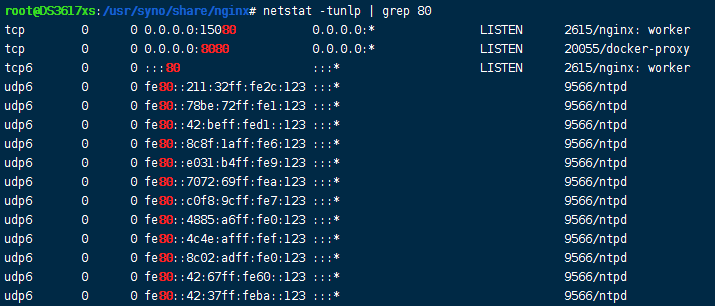 root@DS3617xs:/usr/syno/share/nginx# netstat -tunlp | grep 80
tcp 0 0 0.0.0.0:15080 0.0.0.0:* LISTEN 2615/nginx: worker
tcp 0 0 0.0.0.0:8080 0.0.0.0:* LISTEN 20055/docker-proxy
tcp6 0 0 :::80 :::* LISTEN 2615/nginx: worker
udp6 0 0 fe80::211:32ff:fe2c:123 :::* 9566/ntpd
udp6 0 0 fe80::78be:72ff:fe1:123 :::* 9566/ntpd
udp6 0 0 fe80::42:beff:fed1::123 :::* 9566/ntpd
udp6 0 0 fe80::8c8f:1aff:fe6:123 :::* 9566/ntpd
udp6 0 0 fe80::e031:b4ff:fe9:123 :::* 9566/ntpd
udp6 0 0 fe80::7072:69ff:fea:123 :::* 9566/ntpd
udp6 0 0 fe80::c0f8:9cff:fe7:123 :::* 9566/ntpd
udp6 0 0 fe80::4885:a6ff:fe0:123 :::* 9566/ntpd
udp6 0 0 fe80::4c4e:afff:fef:123 :::* 9566/ntpd
udp6 0 0 fe80::8c02:adff:fe0:123 :::* 9566/ntpd
udp6 0 0 fe80::42:67ff:fe60::123 :::* 9566/ntpd
udp6 0 0 fe80::42:37ff:feba::123 :::* 9566/ntpd